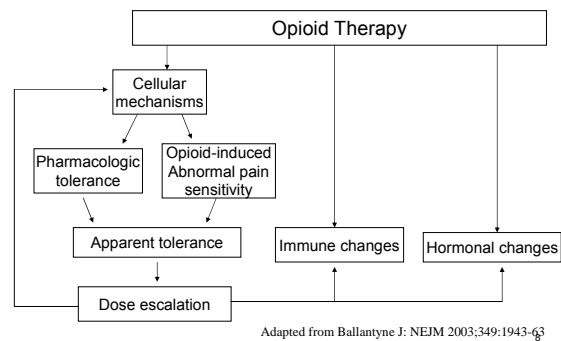 Opioid Therapy
Cellular
mechanisms
Pharmacologic
tolerance
Opioid-induced
Abnormal pain
sensitivity
Apparent tolerance
Immune changes
Hormonal changes
Dose escalation
Adapted from Ballantyne J: NEJM 2003;349:1943-63
8